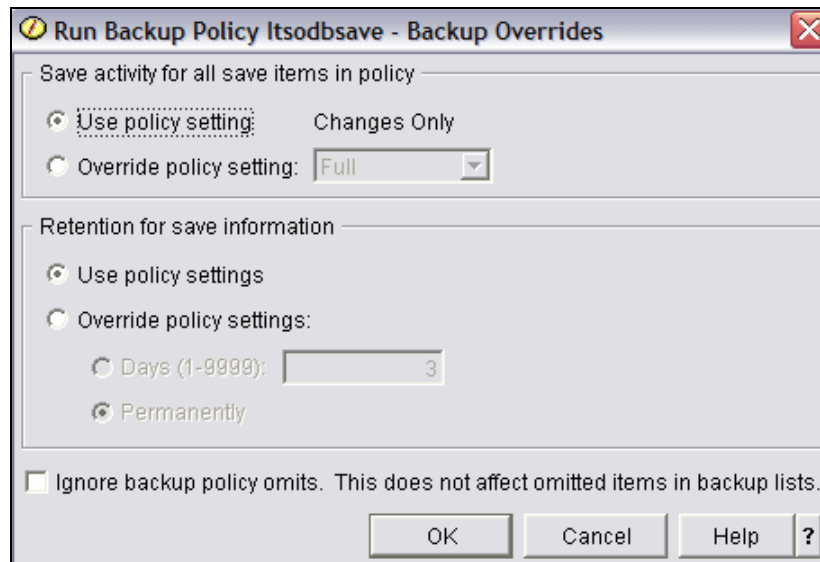 Run Backup Policy Itsodbsave - Backup Overrides
Save activity for all save items in policy
Use policy setting Changes Only
Override policy setting: Full
Retention for save information
Use policy settings
Override policy settings:
Days (1-9999): 3
Permanently
Ignore backup policy omits. This does not affect omitted items in backup lists.
OK Cancel Help ?